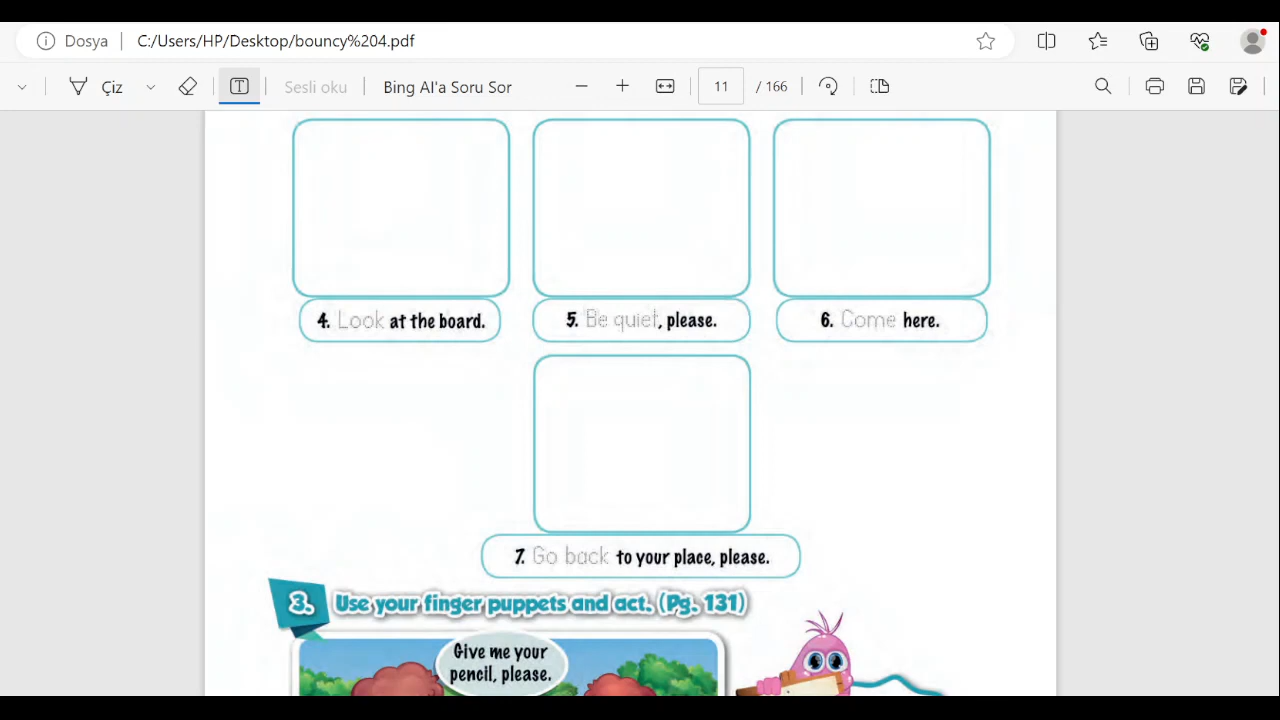 Dosya C:/Users/HP/Desktop/bouncy%204.pdf
Çiz Sesli oku Bing AI'a Soru Sor 11 / 166
4. Look at the board.
5. Be quiet, please.
6. Come here.
7. Go back to your place, please.
3. Use your finger puppets and act. (Pg. 131)
Give me your
pencil, please.